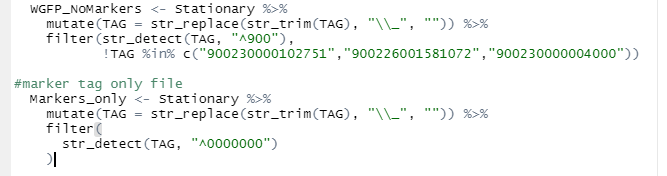 WGFP_NoMarkers <- Stationary %>%
mutate(TAG = str_replace(str_trim(TAG), "\\_", "")) %>%
filter(str_detect(TAG, "^900"),
!TAG %in% c("900230000102751","900226001581072","900230000004000"))
#marker tag only file
Markers_only <- Stationary %>%
mutate(TAG = str_replace(str_trim(TAG), "\\_", "")) %>%
filter(
str_detect(TAG, "^0000000")
)